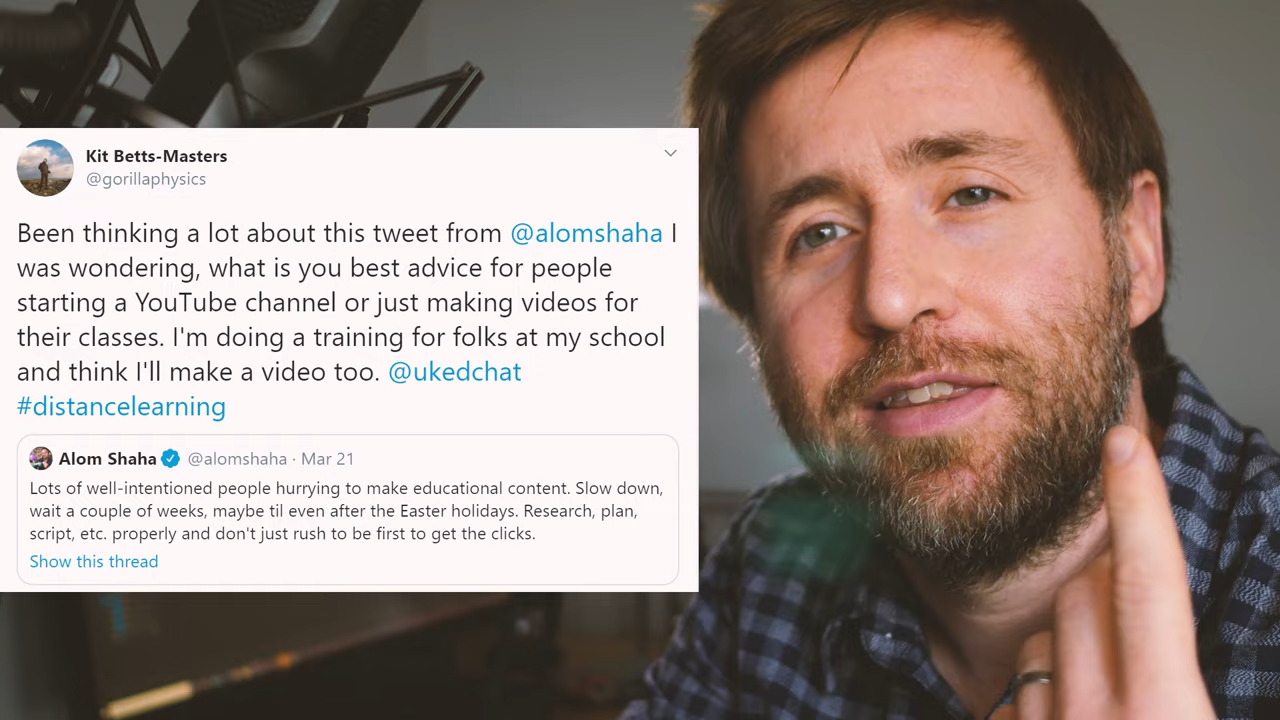 Kit Betts-Masters
@gorillaphysics
Been thinking a lot about this tweet from @alomshaha I
was wondering, what is you best advice for people
starting a YouTube channel or just making videos for
their classes. I'm doing a training for folks at my school
and think I'll make a video too. @ukedchat
#distancelearning
Alom Shaha @alomshaha · Mar 21
Lots of well-intentioned people hurrying to make educational content. Slow down,
wait a couple of weeks, maybe til even after the Easter holidays. Research, plan,
script, etc. properly and don't just rush to be first to get the clicks.
Show this thread